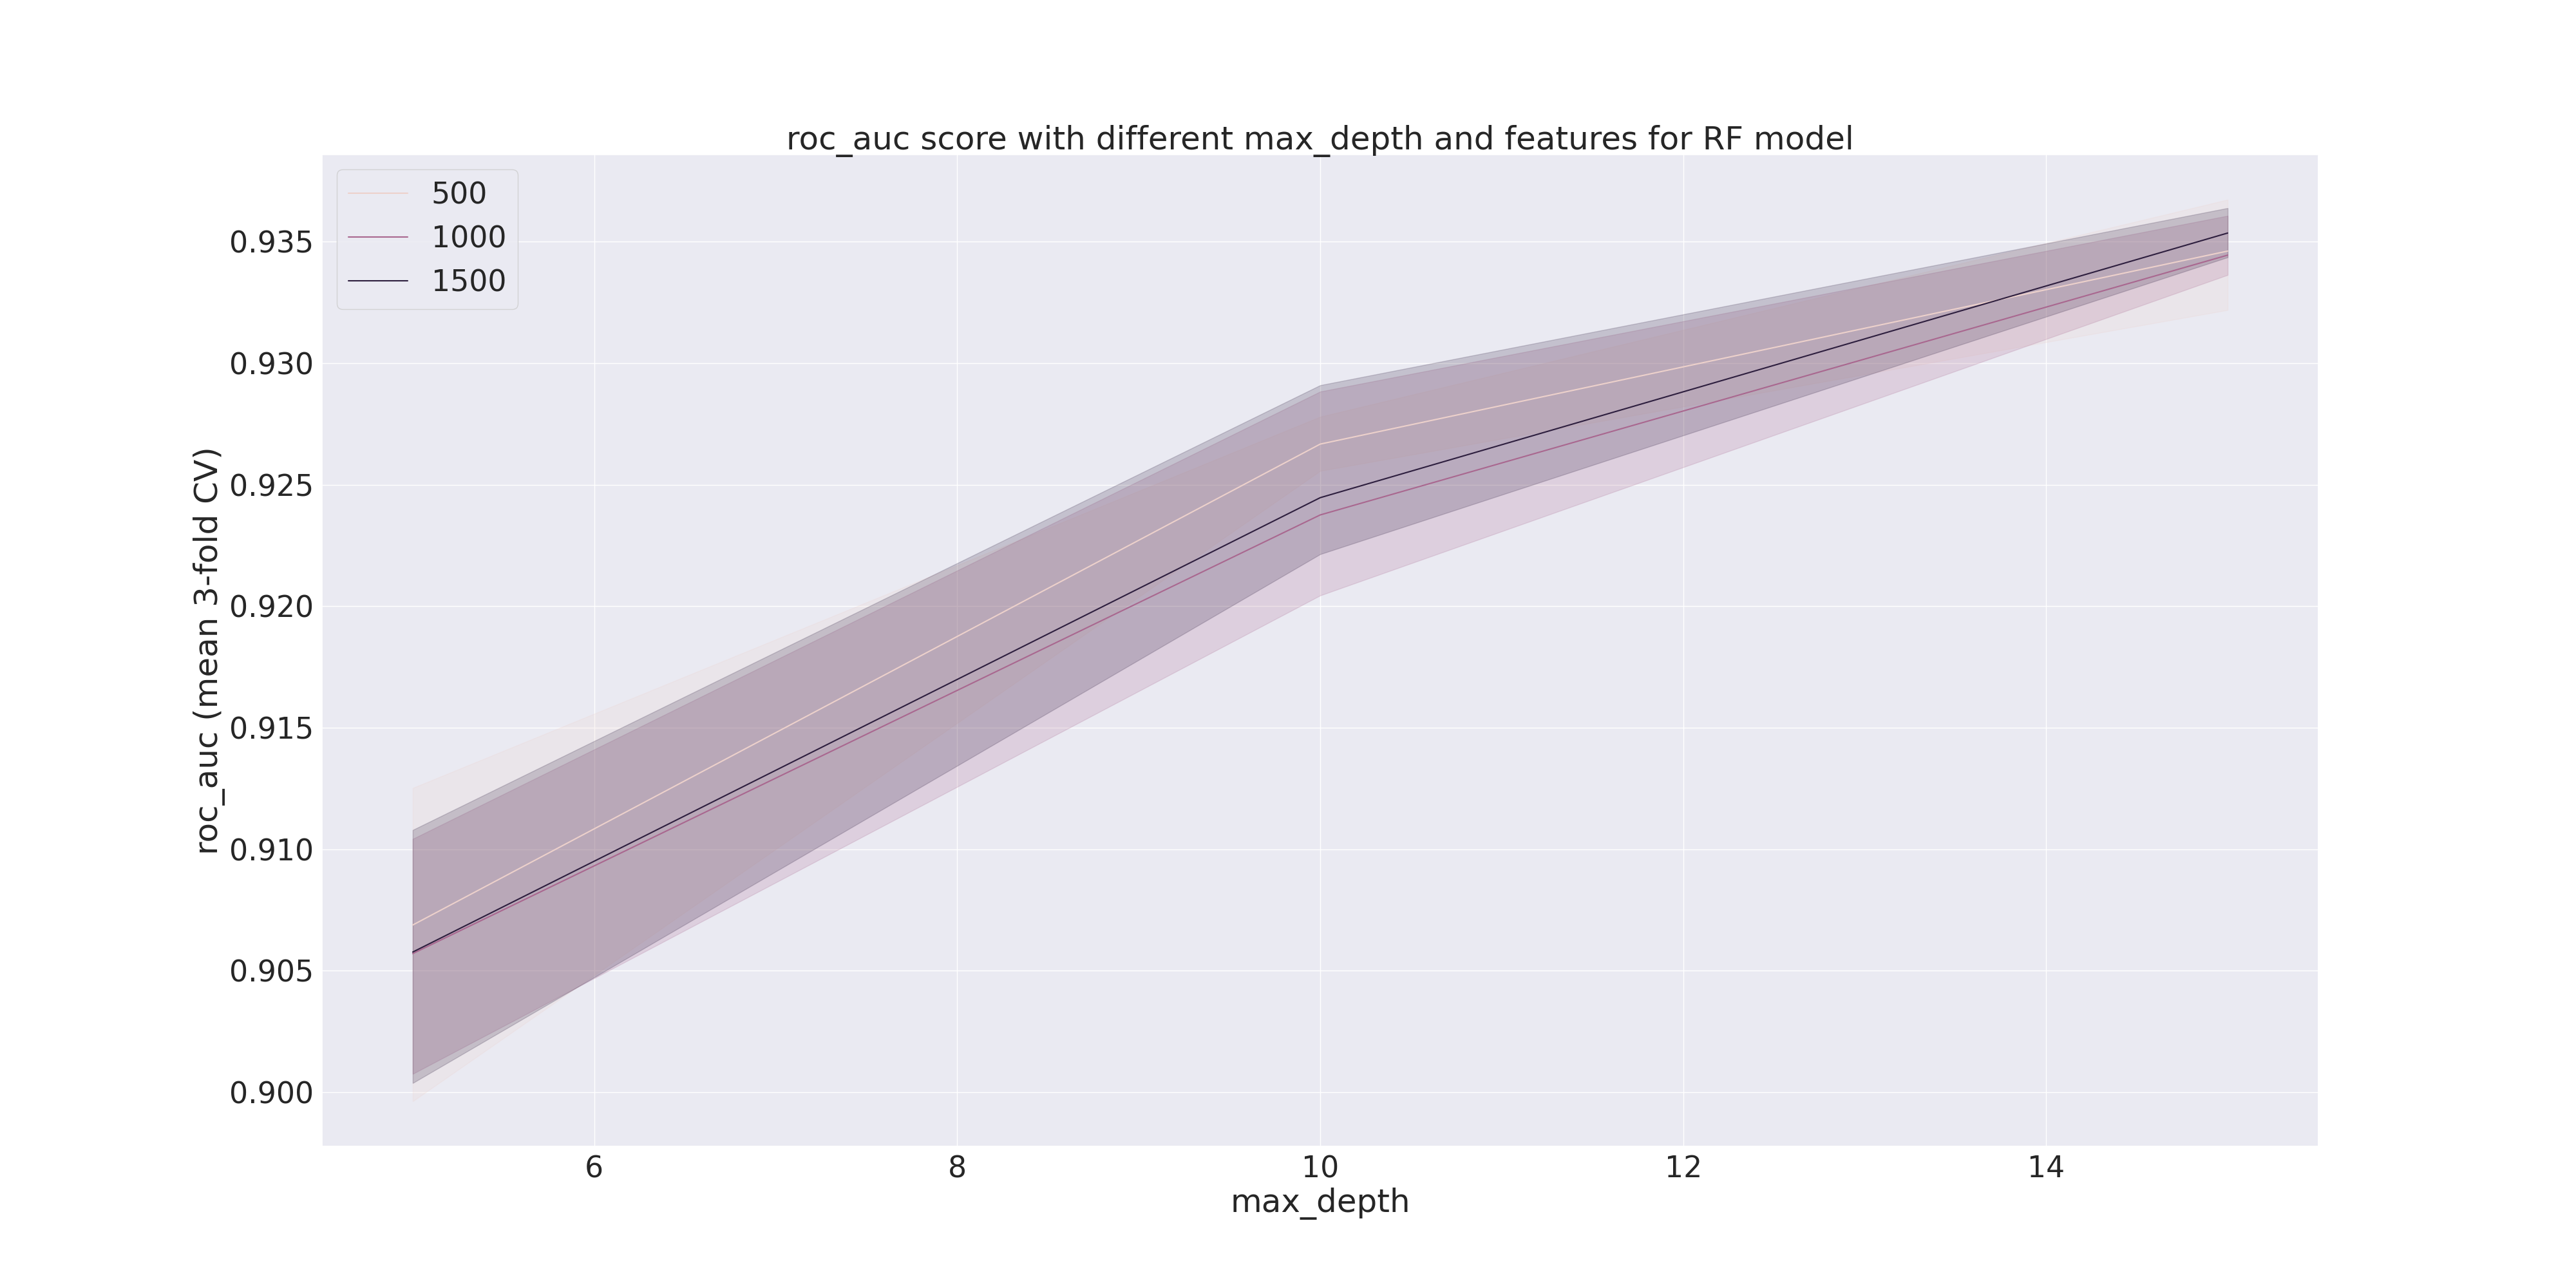 roc_auc score with different max_depth and features for RF model
500
1000
1500
0.935
0.930
0.925
0.920
0.915
0.910
0.905
0.900
roc_auc (mean 3-fold CV)
6 8 10 12 14
max_depth